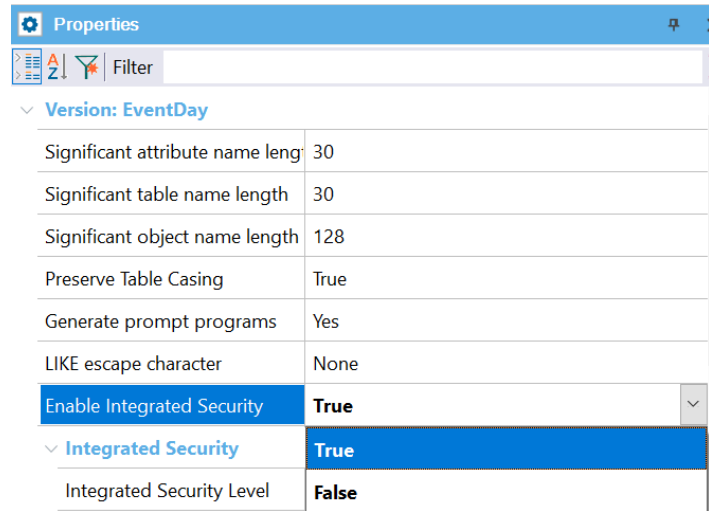 Properties
Filter
Version: EventDay
Significant attribute name lengt 30
Significant table name length 30
Significant object name length 128
Preserve Table Casing True
Generate prompt programs Yes
LIKE escape character None
Enable Integrated Security True
Integrated Security True
Integrated Security Level False